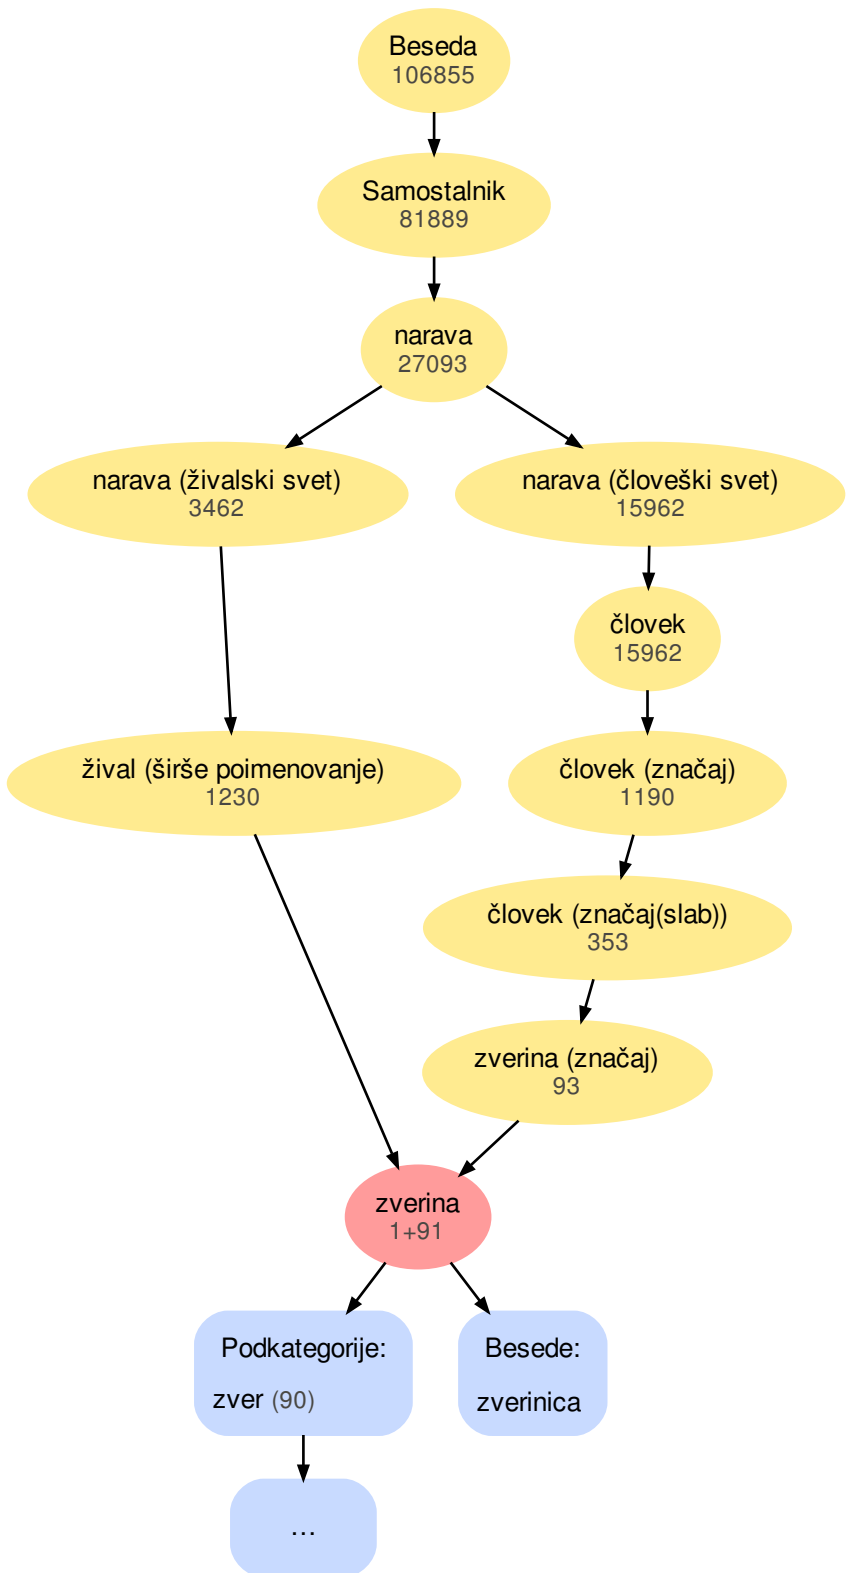 Beseda
106855
Samostalnik
81889
narava
27093
narava (živalski svet)
3462
narava (človeški svet)
15962
človek
15962
žival (širše poimenovanje)
1230
človek (značaj)
1190
človek (značaj(slab))
353
zverina (značaj)
93
zverina
1+91
Podkategorije:
zver (90)
Besede:
zverinica
...